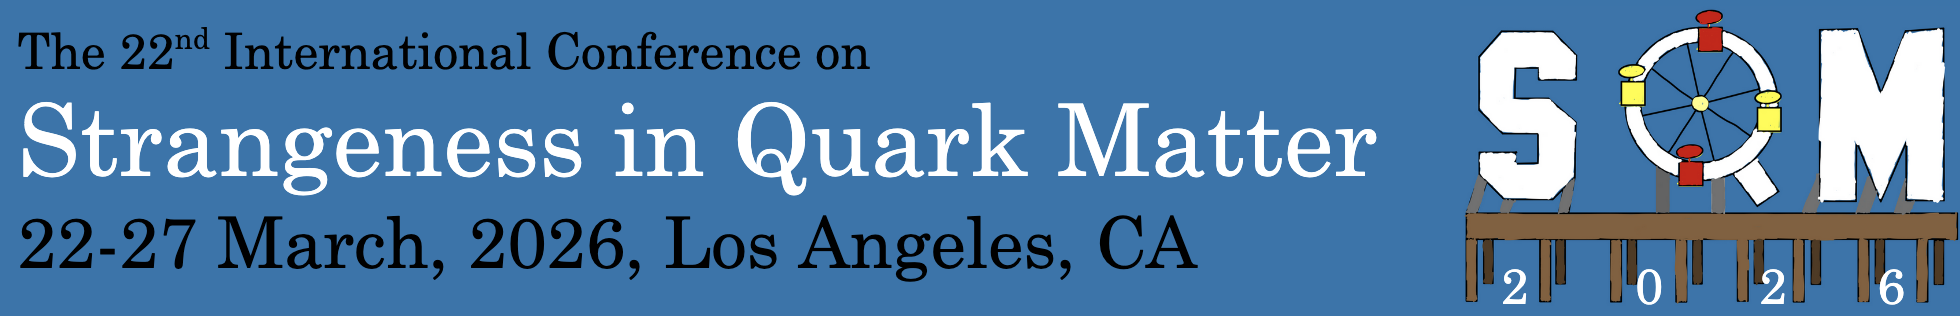 The 22nd International Conference on
Strangeness in Quark Matter
22-27 March, 2026, Los Angeles, CA
SQM
2026